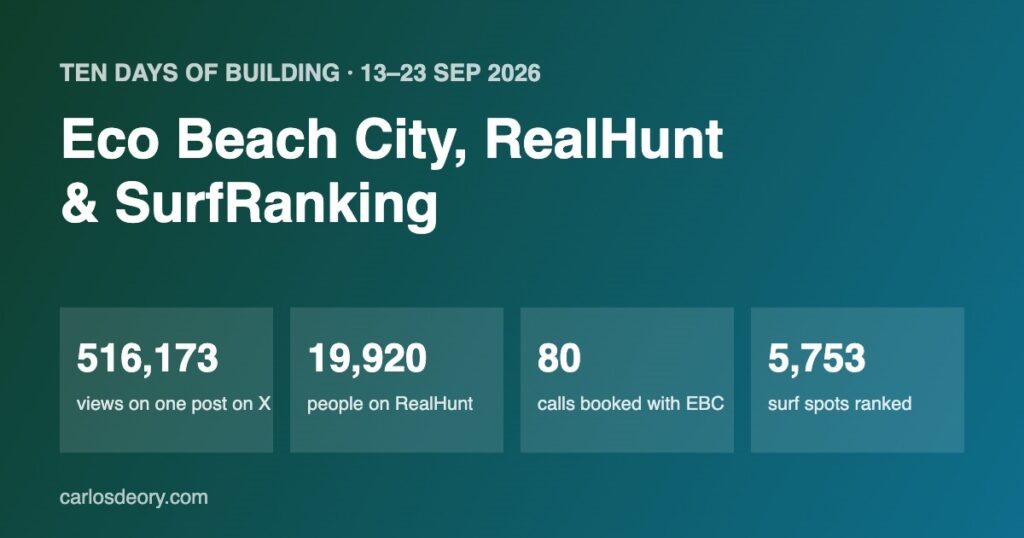 TEN DAYS OF BUILDING · 13–23 SEP 2026
Eco Beach City, RealHunt
& SurfRanking
516,173
views on one post on X
19,920
people on RealHunt
80
calls booked with EBC
5,753
surf spots ranked
carlosdeory.com